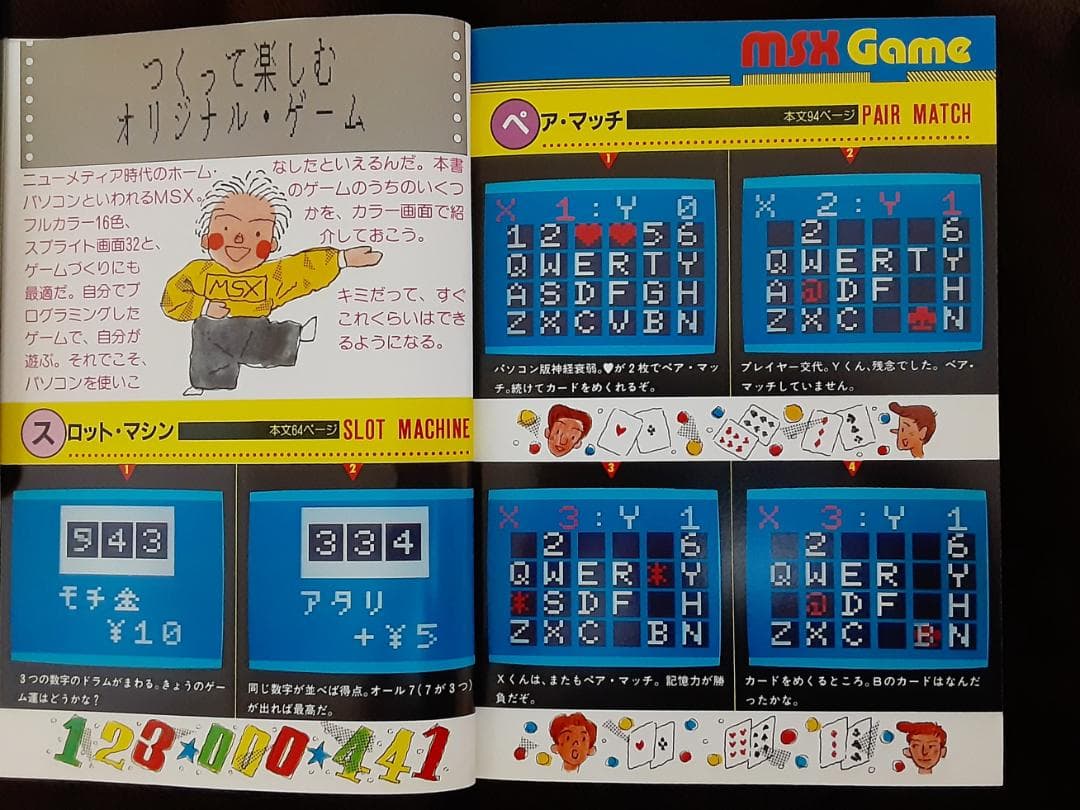 つくって楽しむ
オリジナル・ゲーム
ニューメディア時代のホーム・
パソコンといわれるMSX。
フルカラー16色、
スプライト画面32と、
ゲームづくりにも
最適だ。自分でプ
ログラミングした
ゲームで、自分が
遊ぶ。それでこそ、
パソコンを使いこ
なしたといえるんだ。本書
のゲームのうちのいくつ
かを、カラー画面で紹
介しておこう。
キミだって、すぐ
これくらいはでき
るようになる。
MSX
スロット・マシン 本文64ページ SLOT MACHINE
1
943
モチ金
¥10
3つの数字のドラムがまわる。きょうのゲー
ム運はどうかな?
2
334
アタリ
+¥5
同じ数字が並べば得点。オール7(7が3つ)
が出れば最高だ。
123★000★441
MSX Game
ペア・マッチ 本文94ページ PAIR MATCH
1
X 1:Y 0
12♥♥56
QWERTY
ASDFGH
ZXCVBN
パソコン版神経衰弱。♥が2枚でペア・マッ
チ。続けてカードをめくれるぞ。
2
X 2:Y 1
2 6
QWERTY
A DF H
ZXC ♣N
プレイヤー交代。Yくん、残念でした。ペア・
マッチしていません。
3
X 3:Y 1
2 6
QWER*Y
*SDF H
ZXC BN
Xくんは、またもペア・マッチ。記憶力が勝
負だぞ。
4
X 3:Y 1
2 6
QWER Y
DF H
ZXC BN
カードをめくるところ。Bのカードはなんだ
ったかな。